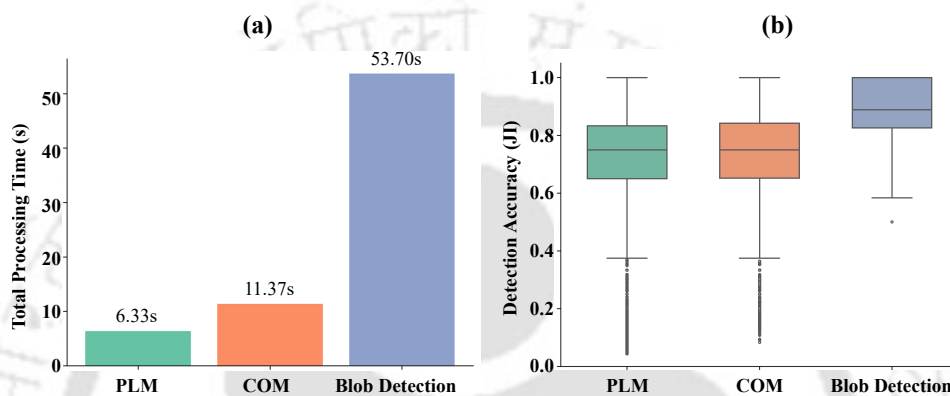 (a)
Total Processing Time (s)
50
40
30
20
10
0
6.33s
11.37s
53.70s
PLM COM Blob Detection
(b)
Detection Accuracy (JI)
1.0
0.8
0.6
0.4
0.2
0.0
PLM COM Blob Detection